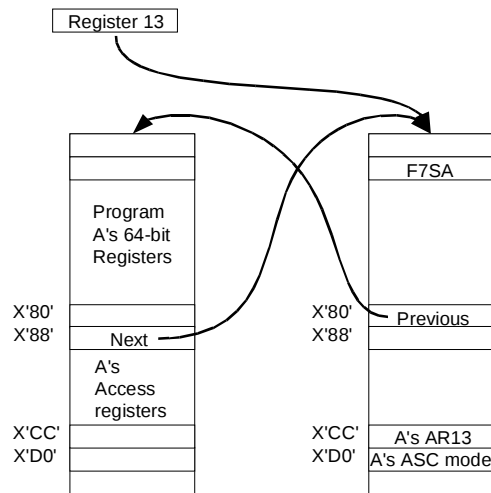 Register 13
F7SA
Program
A's 64-bit
Registers
X'80'
X'88'
Next
A's
Access
registers
X'CC'
X'D0'
X'80'
Previous
X'88'
X'CC'
A's AR13
X'D0'
A's ASC mode